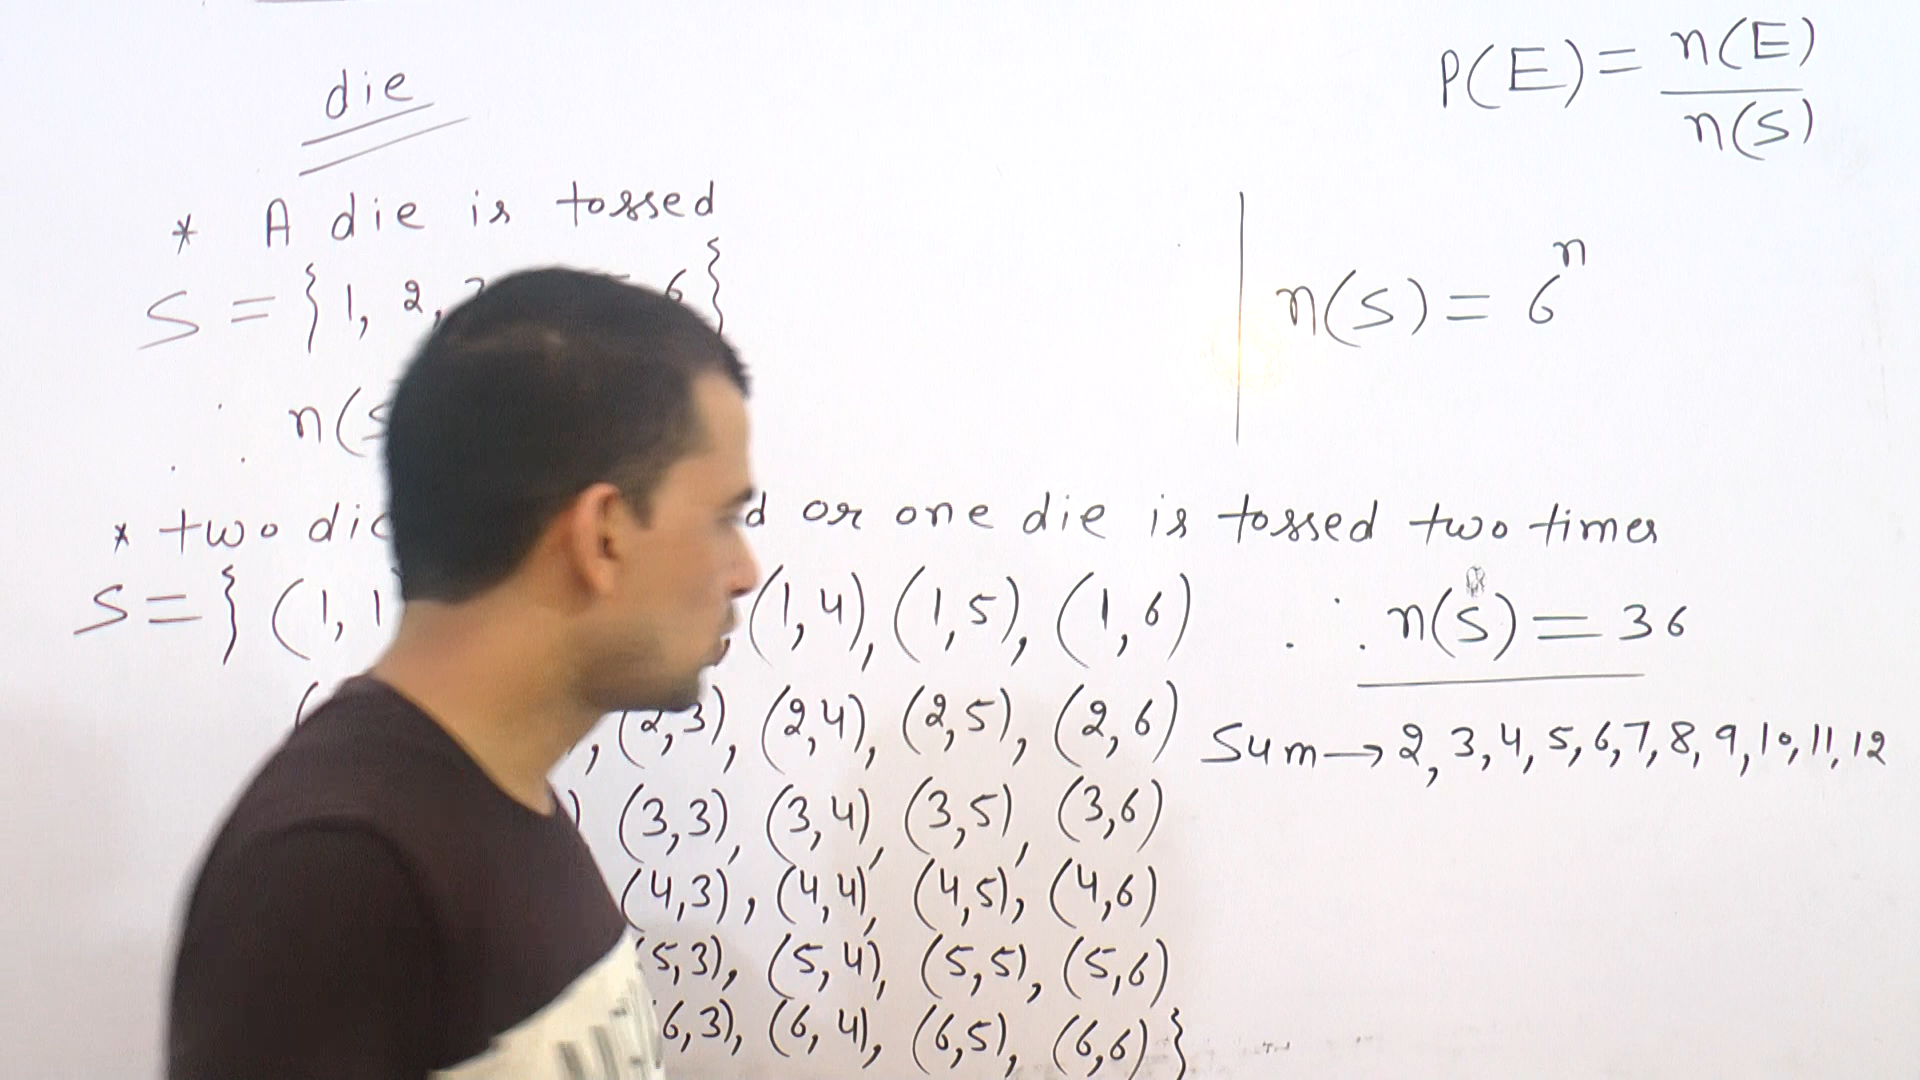 die
P(E) = n(E)/n(S)
* A die is tossed
S = {1, 2, 6}
n(S) = 6^n
∴ n(S
* two dic d or one die is tossed two times
S = { (1, 1 (1,4), (1,5), (1,6)
∴ n(S) = 36
( , (2,3), (2,4), (2,5), (2,6)
Sum → 2, 3, 4, 5, 6, 7, 8, 9, 10, 11, 12
) (3,3), (3,4), (3,5), (3,6)
(4,3), (4,4), (4,5), (4,6)
(5,3), (5,4), (5,5), (5,6)
6,3), (6,4), (6,5), (6,6) }